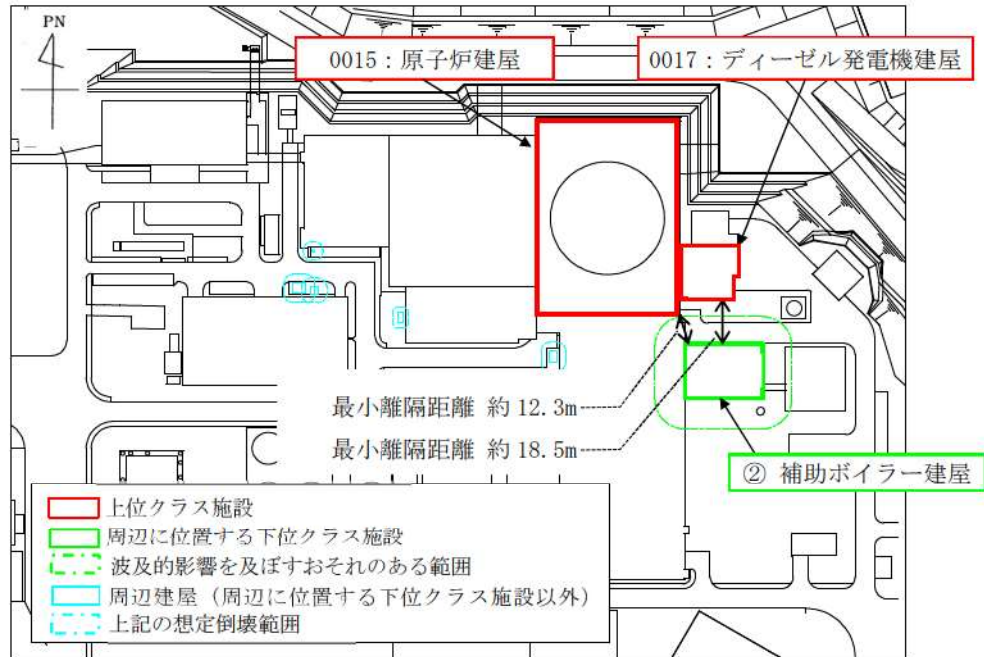 PN
0015：原子炉建屋
0017：ディーゼル発電機建屋
最小離隔距離 約 12.3m
最小離隔距離 約 18.5m
② 補助ボイラー建屋
上位クラス施設
周辺に位置する下位クラス施設
波及的影響を及ぼすおそれのある範囲
周辺建屋（周辺に位置する下位クラス施設以外）
上記の想定倒壊範囲